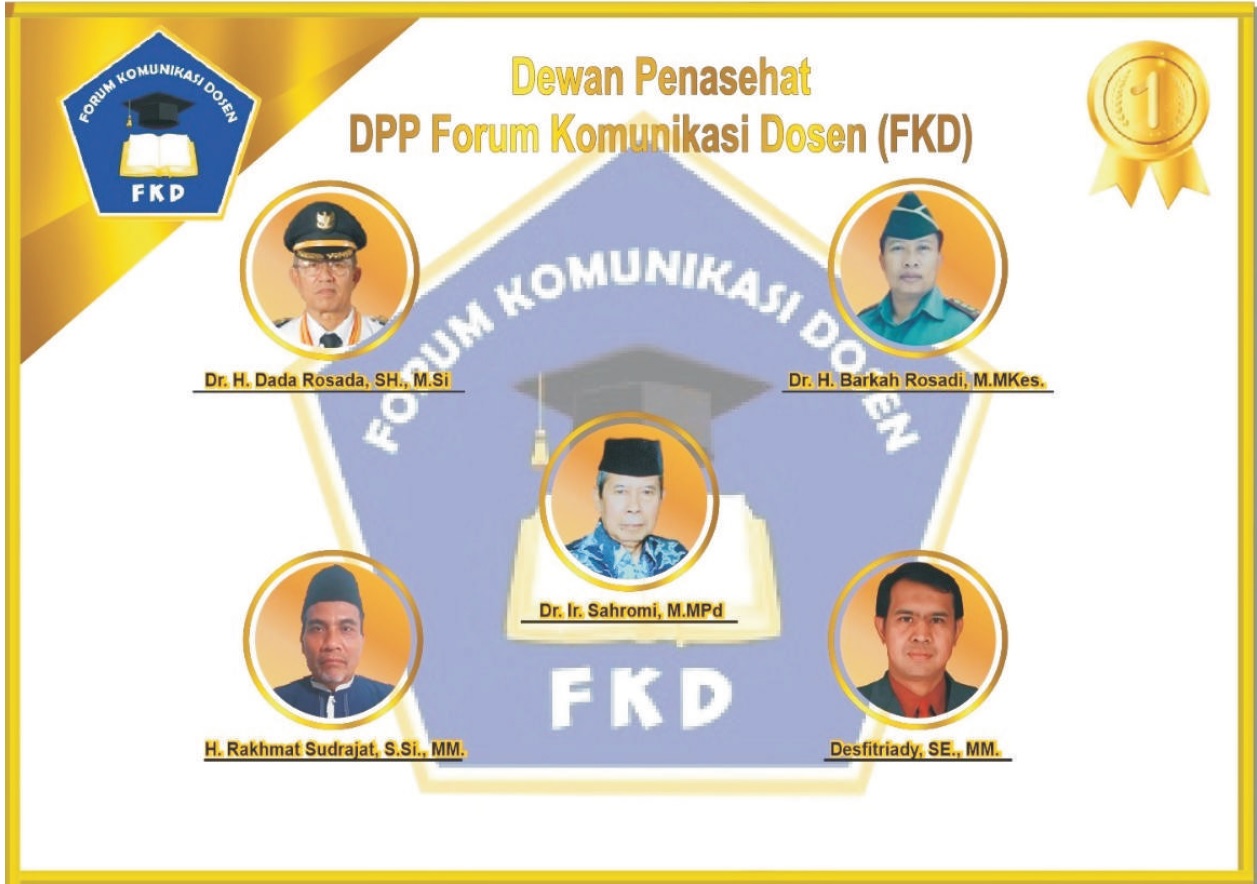 FORUM KOMUNIKASI DOSEN
FKD
Dewan Penasehat
DPP Forum Komunikasi Dosen (FKD)
1
FORUM KOMUNIKASI DOSEN
Dr. H. Dada Rosada, SH., M.Si
Dr. H. Barkah Rosadi, M.MKes.
Dr. Ir. Sahromi, M.MPd
FKD
H. Rakhmat Sudrajat, S.Si., MM.
Desfitriady, SE., MM.